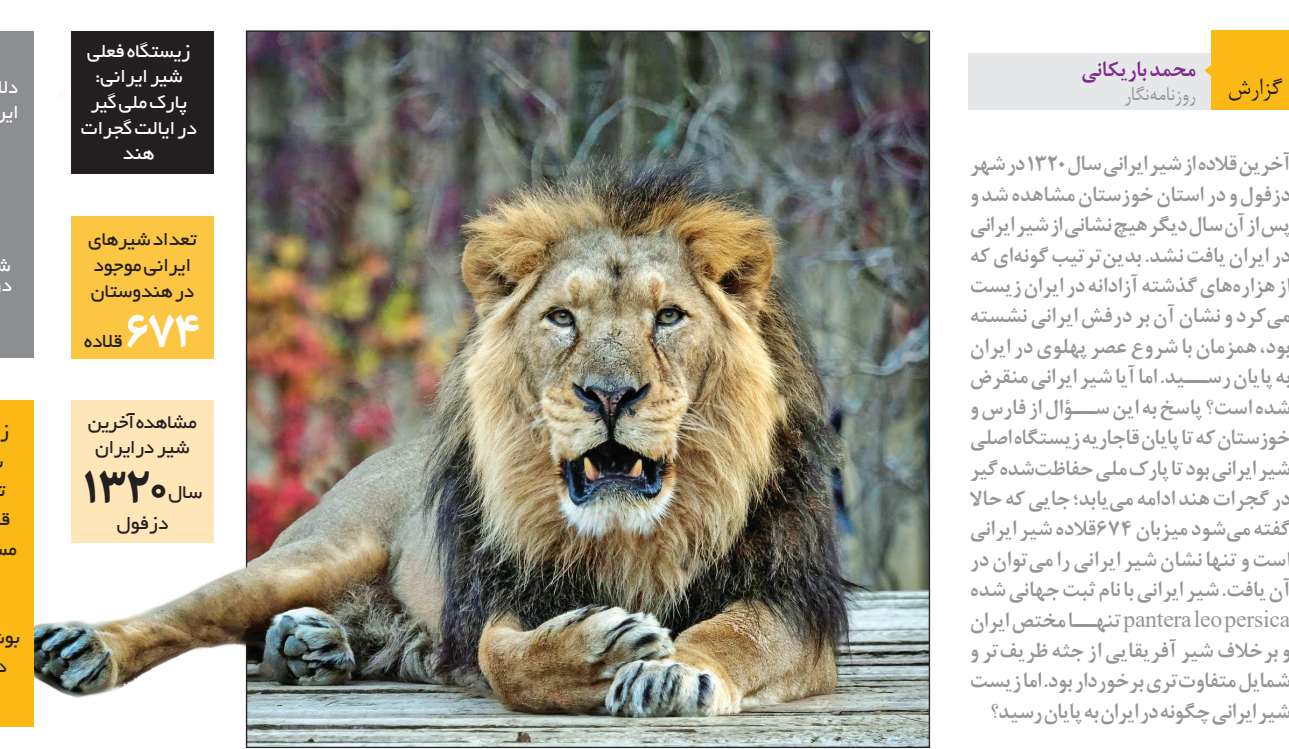 گزارش
محمد باریکانی
روزنامه‌نگار
آخرین قلاده از شیر ایرانی سال ۱۳۲۰ در شهر
دزفول و در استان خوزستان مشاهده شد و
پس از آن سال دیگر هیچ نشانی از شیر ایرانی
در ایران یافت نشد. بدین ترتیب گونه‌ای که
از هزاره‌های گذشته آزادانه در ایران زیست
می‌کرد و نشان آن بر درفش ایرانی نشسته
بود، همزمان با شروع عصر پهلوی در ایران
به پایان رســـید. اما آیا شیر ایرانی منقرض
شده است؟ پاسخ به این ســـؤال از فارس و
خوزستان که تا پایان قاجاریه زیستگاه اصلی
شیر ایرانی بود تا پارک ملی حفاظت‌شده گیر
در گجرات هند ادامه می‌یابد؛ جایی که حالا
گفته می‌شود میزبان ۶۷۴قلاده شیر ایرانی
است و تنها نشان شیر ایرانی را می‌توان در
آن یافت. شیر ایرانی با نام ثبت جهانی شده
pantera leo persica تنهـــا مختص ایران
و برخلاف شیر آفریقایی از جثه ظریف‌تر و
شمایل متفاوت‌تری برخوردار بود. اما زیست
شیر ایرانی چگونه در ایران به پایان رسید؟
زیستگاه فعلی
شیر ایرانی:
پارک ملی گیر
در ایالت گجرات
هند
تعداد شیرهای
ایرانی موجود
در هندوستان
۶۷۴ قلاده
مشاهده آخرین
شیر در ایران
سال ۱۳۲۰
دزفول